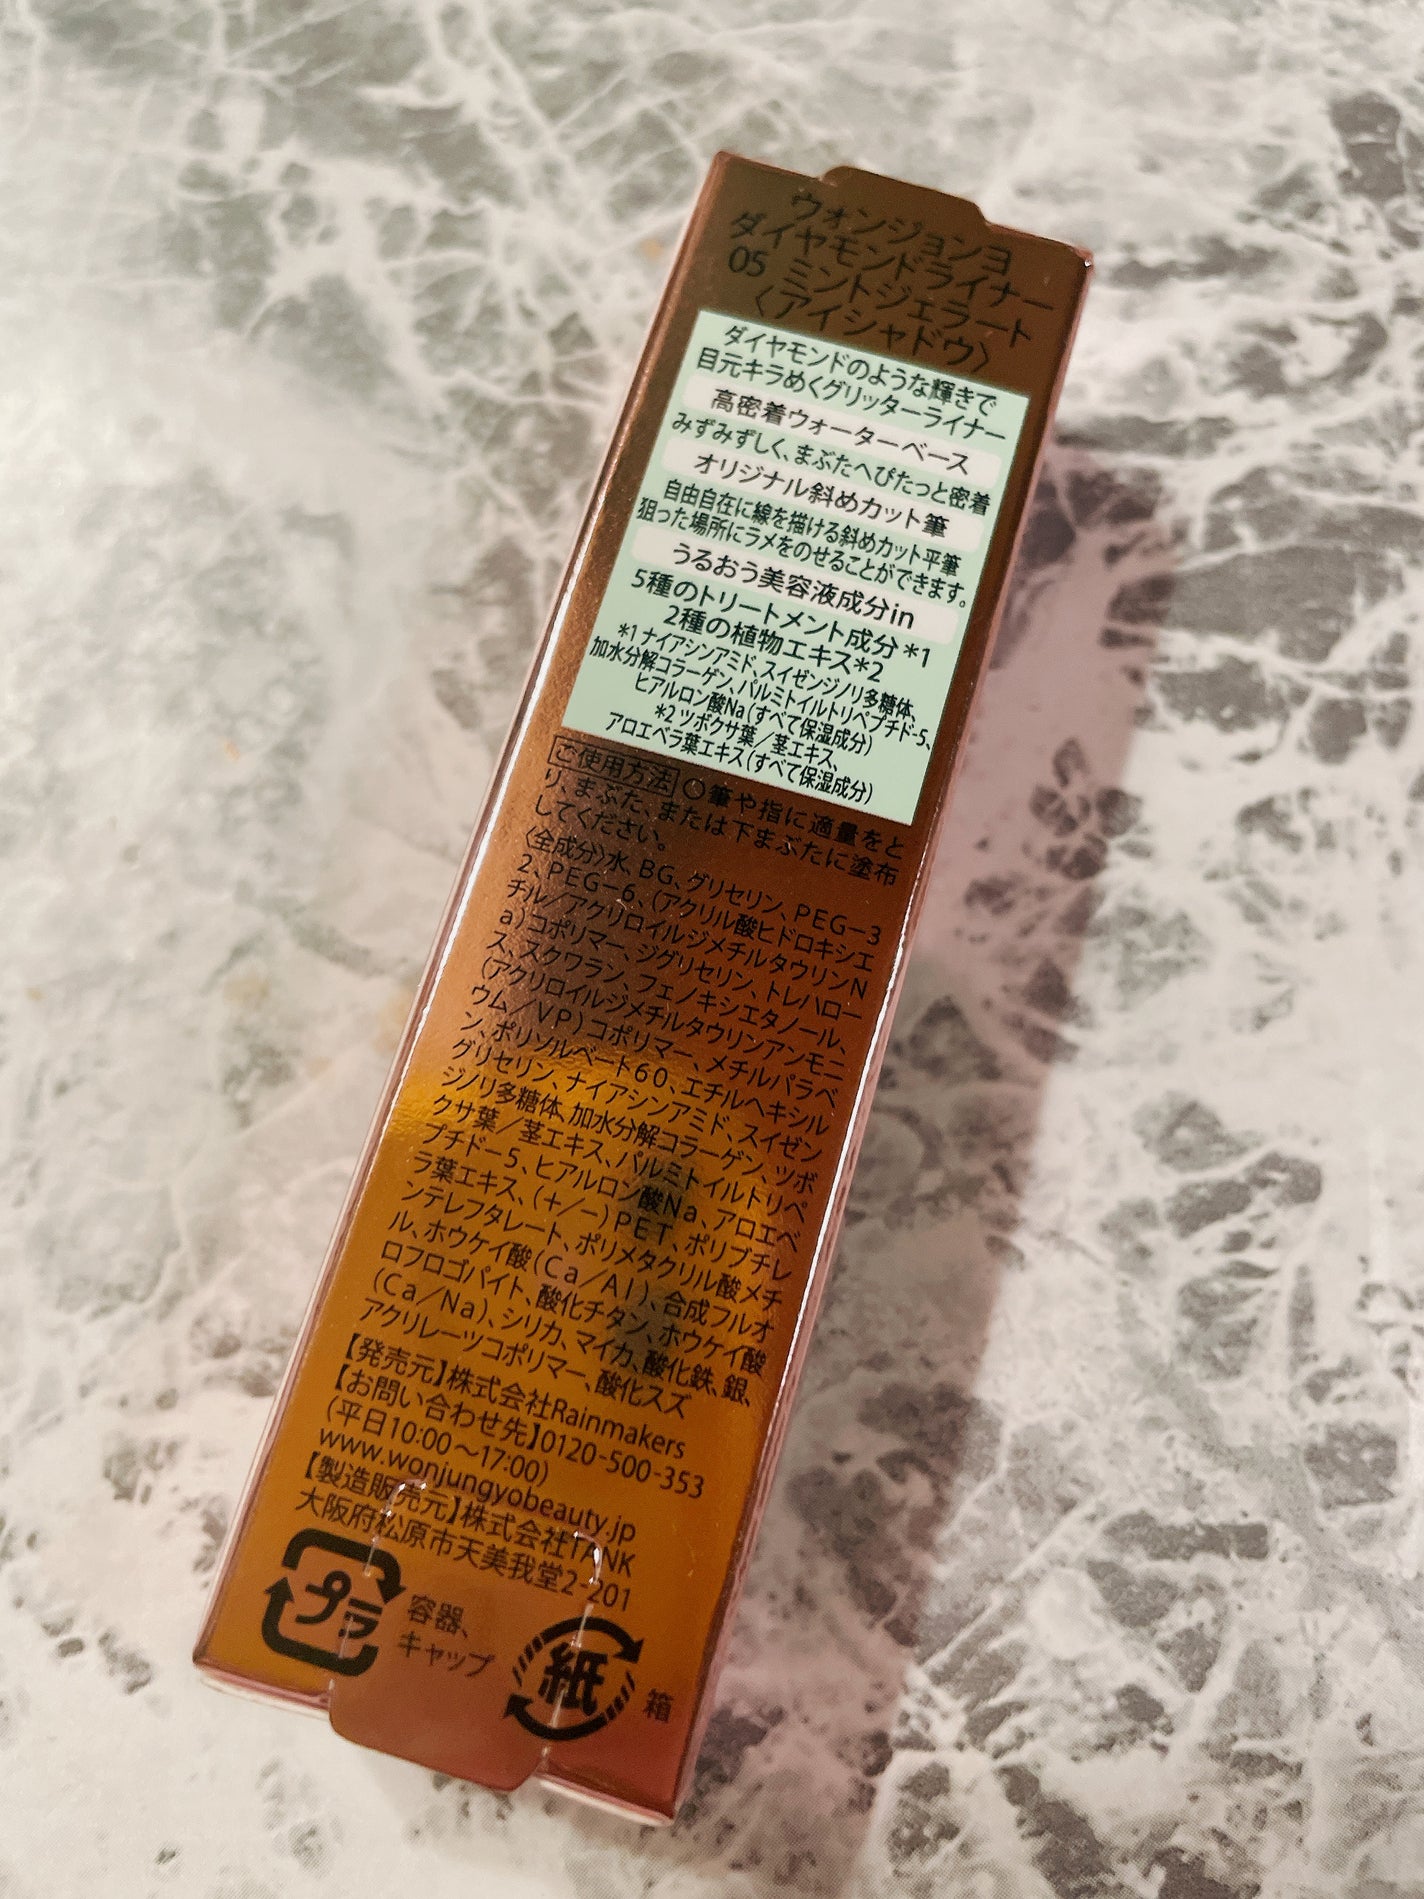 ウォンジョンヨ
ダイヤモンドライナー
05 ミントジェラート
〈アイシャドウ〉
ダイヤモンドのような輝きで
目元キラめくグリッターライナー
高密着ウォーターベース
みずみずしく、まぶたへぴたっと密着
オリジナル斜めカット筆
自由自在に線を描ける斜めカット平筆
狙った場所にラメをのせることができます。
うるおう美容液成分in
5種のトリートメント成分*1
2種の植物エキス*2
*1 ナイアシンアミド、スイゼンジノリ多糖体、
加水分解コラーゲン、パルミトイルトリペプチド-5、
ヒアルロン酸Na(すべて保湿成分)
*2 ツボクサ葉/茎エキス、
アロエベラ葉エキス(すべて保湿成分)
ご使用方法 〇筆や指に適量をと
り、まぶた、または下まぶたに塗布
してください。
〈全成分〉水、BG、グリセリン、PEG-3
2、PEG-6、(アクリル酸ヒドロキシエ
チル/アクリロイルジメチルタウリンN
a)コポリマー、ジグリセリン、トレハロー
ス、スクワラン、フェノキシエタノール、
(アクリロイルジメチルタウリンアンモニ
ウム/VP)コポリマー、メチルパラベ
ン、ポリソルベート60、エチルヘキシル
グリセリン、ナイアシンアミド、スイゼン
ジノリ多糖体、加水分解コラーゲン、ツボ
クサ葉/茎エキス、パルミトイルトリペ
プチド-5、ヒアルロン酸Na、アロエベ
ラ葉エキス、(+/-)PET、ポリブチレ
ンテレフタレート、ポリメタクリル酸メチ
ル、ホウケイ酸(Ca/Al)、合成フルオ
ロフロゴパイト、酸化チタン、ホウケイ酸
(Ca/Na)、シリカ、マイカ、酸化鉄、銀、
アクリレーツコポリマー、酸化スズ
【発売元】株式会社Rainmakers
【お問い合わせ先】0120-500-353
(平日10:00～17:00)
www.wonjungyobeauty.jp
【製造販売元】株式会社TANK
大阪府松原市天美我堂2-201
プラ 容器、
キャップ
紙 箱